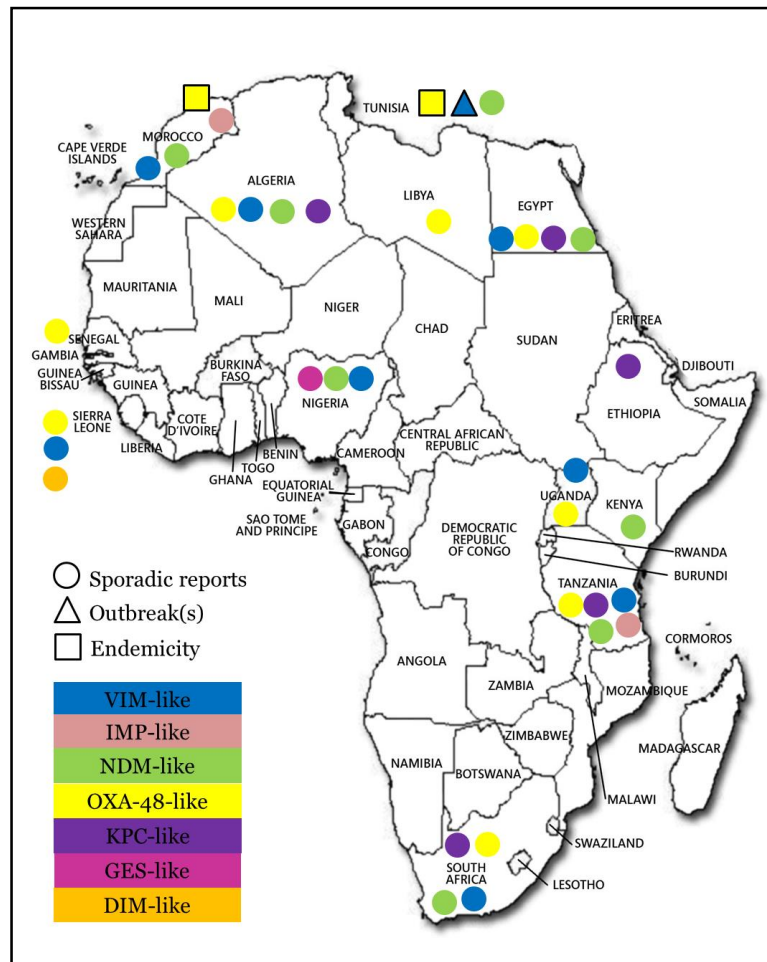 TUNISIA
CAPE VERDE
ISLANDS
MOROCCO
ALGERIA
LIBYA
EGYPT
WESTERN
SAHARA
MAURITANIA
MALI
NIGER
CHAD
SUDAN
ERITREA
SENEGAL
GAMBIA
GUINEA
BISSAU
GUINEA
BURKINA
FASO
NIGERIA
DJIBOUTI
SOMALIA
ETHIOPIA
SIERRA
LEONE
COTE
D'IVOIRE
LIBERIA
GHANA
TOGO
BENIN
CAMEROON
CENTRAL AFRICAN
REPUBLIC
EQUATORIAL
GUINEA
SAO TOME
AND PRINCIPE
GABON
CONGO
DEMOCRATIC
REPUBLIC
OF CONGO
UGANDA
KENYA
RWANDA
BURUNDI
TANZANIA
CORMOROS
ANGOLA
ZAMBIA
MOZAMBIQUE
ZIMBABWE
MADAGASCAR
NAMIBIA
BOTSWANA
MALAWI
SWAZILAND
SOUTH
AFRICA
LESOTHO
Sporadic reports
Outbreak(s)
Endemicity
VIM-like
IMP-like
NDM-like
OXA-48-like
KPC-like
GES-like
DIM-like